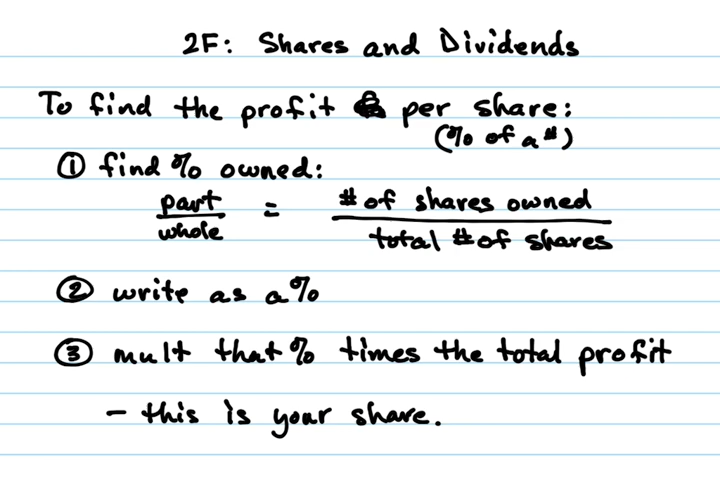 2F: Shares and Dividends
To find the profit per share:
(% of a #)
① find % owned:
part/whole = # of shares owned/total # of shares
② write as a %
③ mult that % times the total profit
- this is your share.